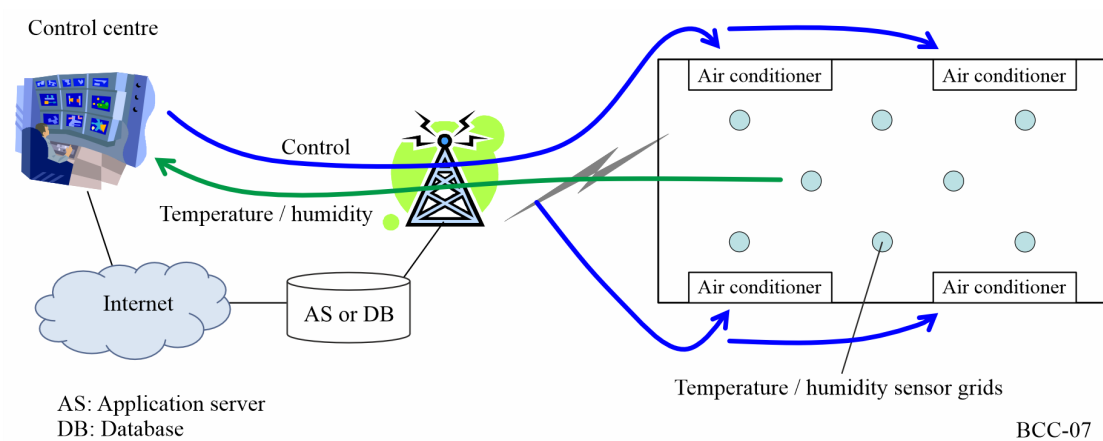 Control centre
Air conditioner
Air conditioner
Control
Temperature / humidity
Internet
AS or DB
Air conditioner
Air conditioner
Temperature / humidity sensor grids
AS: Application server
DB: Database
BCC-07